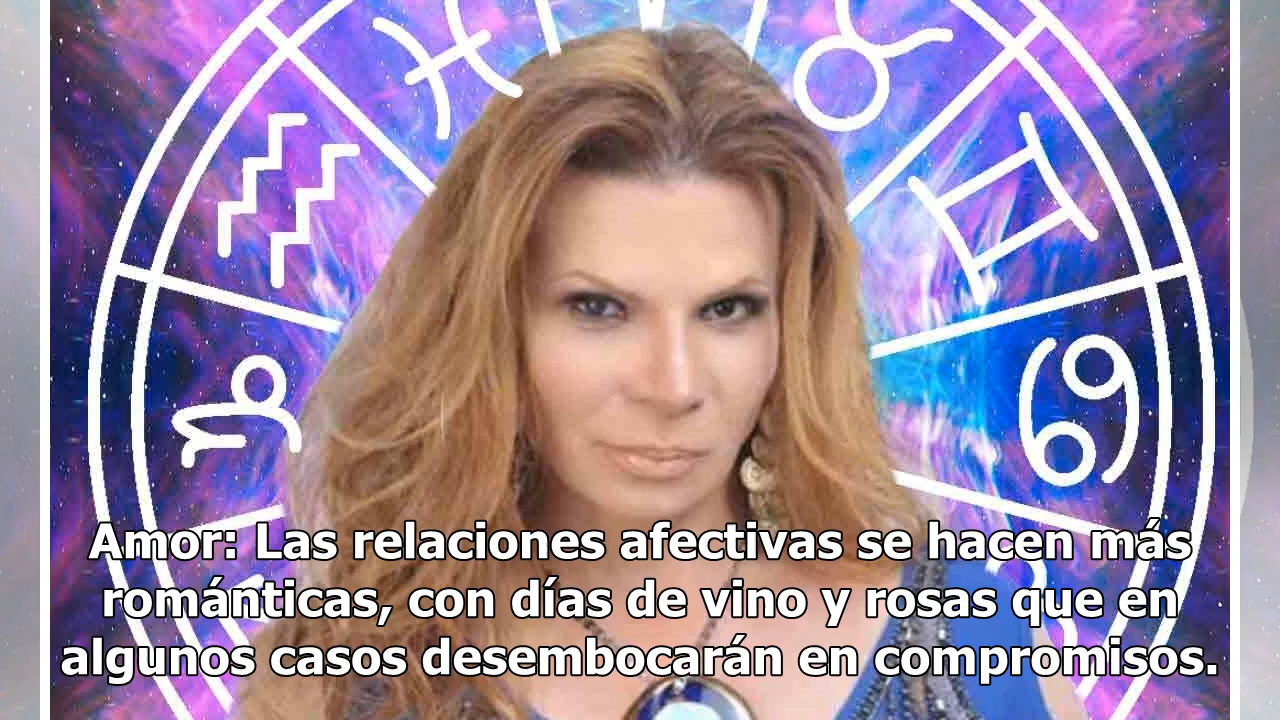 Amor: Las relaciones afectivas se hacen más
románticas, con días de vino y rosas que en
algunos casos desembocarán en compromisos.